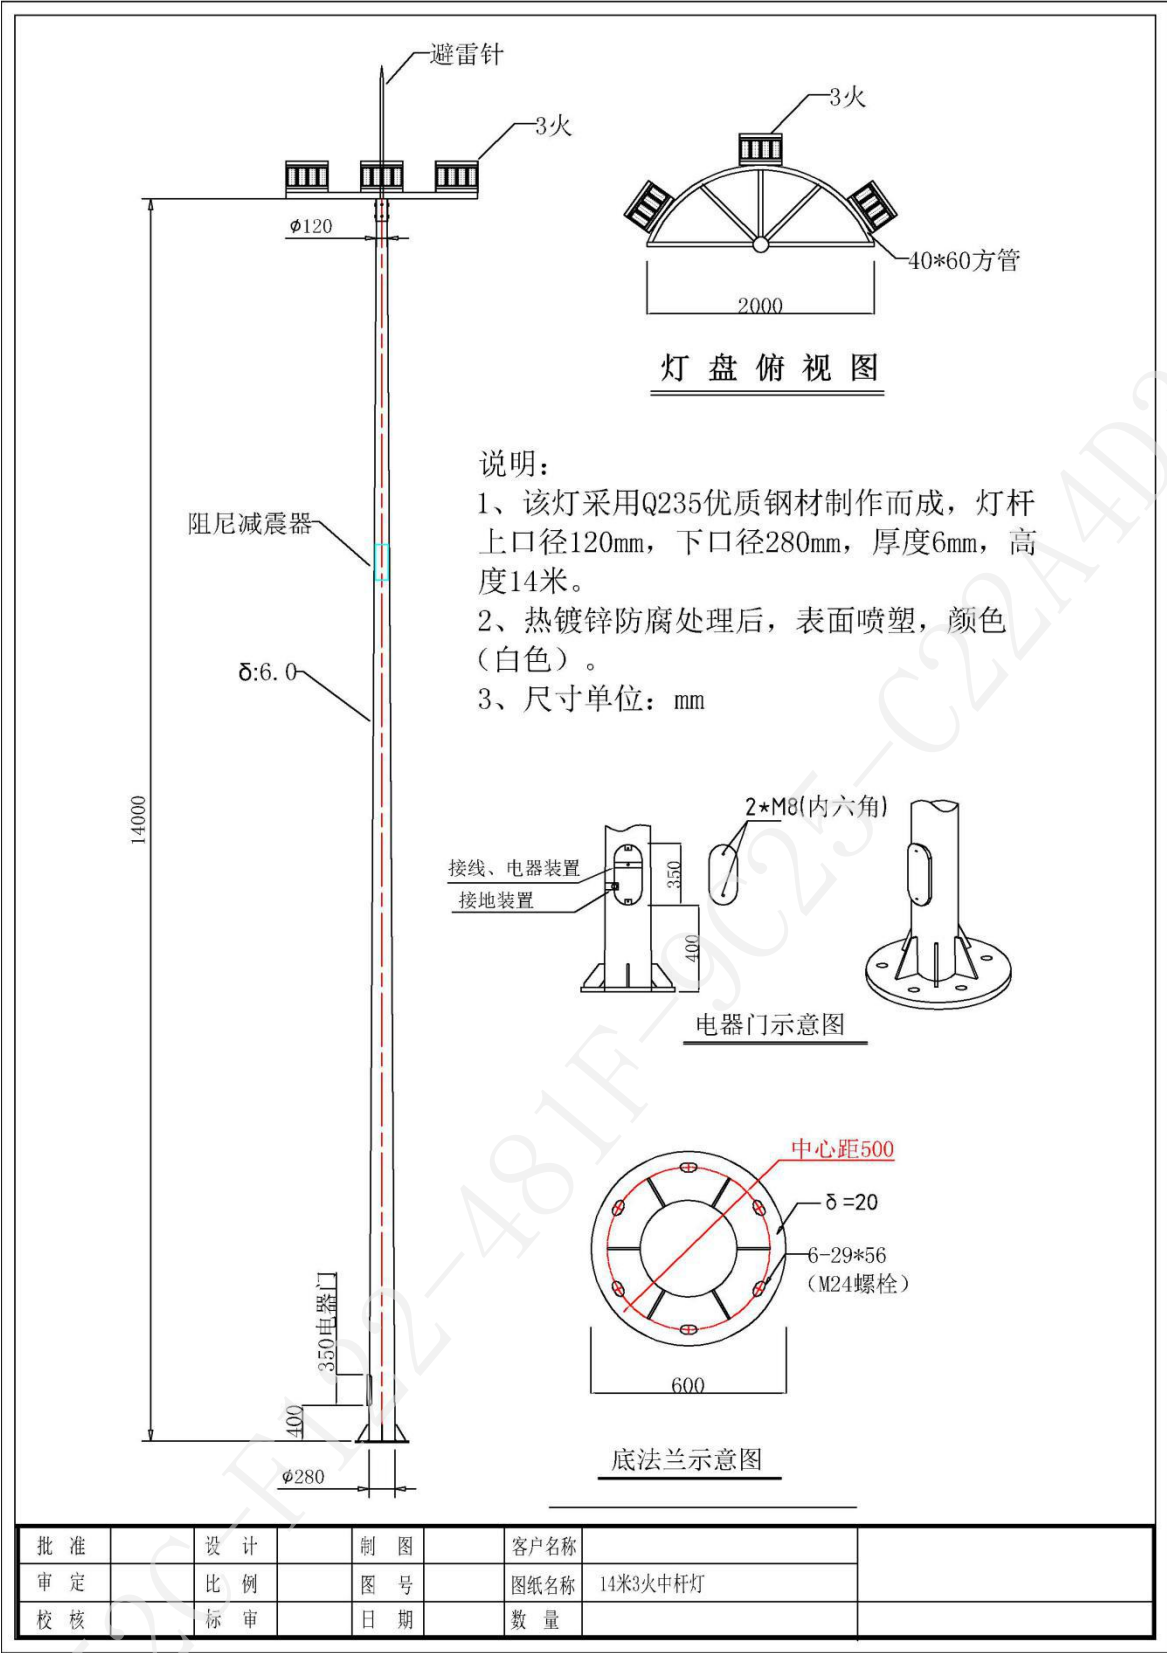 避雷针
3火
3火
φ120
40*60方管
2000
灯盘俯视图
说明：
1、该灯采用Q235优质钢材制作而成，灯杆
上口径120mm，下口径280mm，厚度6mm，高
度14米。
2、热镀锌防腐处理后，表面喷塑，颜色
（白色）。
3、尺寸单位：mm
阻尼减震器
δ:6.0
14000
2*M8(内六角)
接线、电器装置
接地装置
350
400
电器门示意图
中心距500
δ=20
6-29*56
（M24螺栓）
600
底法兰示意图
350电器门
400
φ280
批 准 设 计 制 图 客户名称
审 定 比 例 图 号 图纸名称 14米3火中杆灯
校 核 标 审 日 期 数 量
2C-F122-481F-9C25-C22A4D